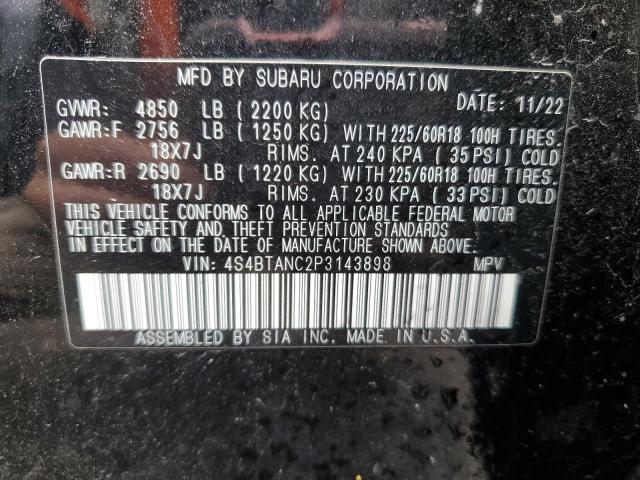 MFD BY SUBARU CORPORATION
GVWR: 4850 LB (2200 KG) DATE: 11/22
GAWR:F 2756 LB (1250 KG) WITH 225/60R18 100H TIRES.
18X7J RIMS. AT 240 KPA (35 PSI) COLD
GAWR:R 2690 LB (1220 KG) WITH 225/60R18 100H TIRES.
18X7J RIMS. AT 230 KPA (33 PSI) COLD
THIS VEHICLE CONFORMS TO ALL APPLICABLE FEDERAL MOTOR
VEHICLE SAFETY AND THEFT PREVENTION STANDARDS
IN EFFECT ON THE DATE OF MANUFACTURE SHOWN ABOVE.
VIN: 4S4BTANC2P3143898 MPV
ASSEMBLED BY SIA INC. MADE IN U.S.A.